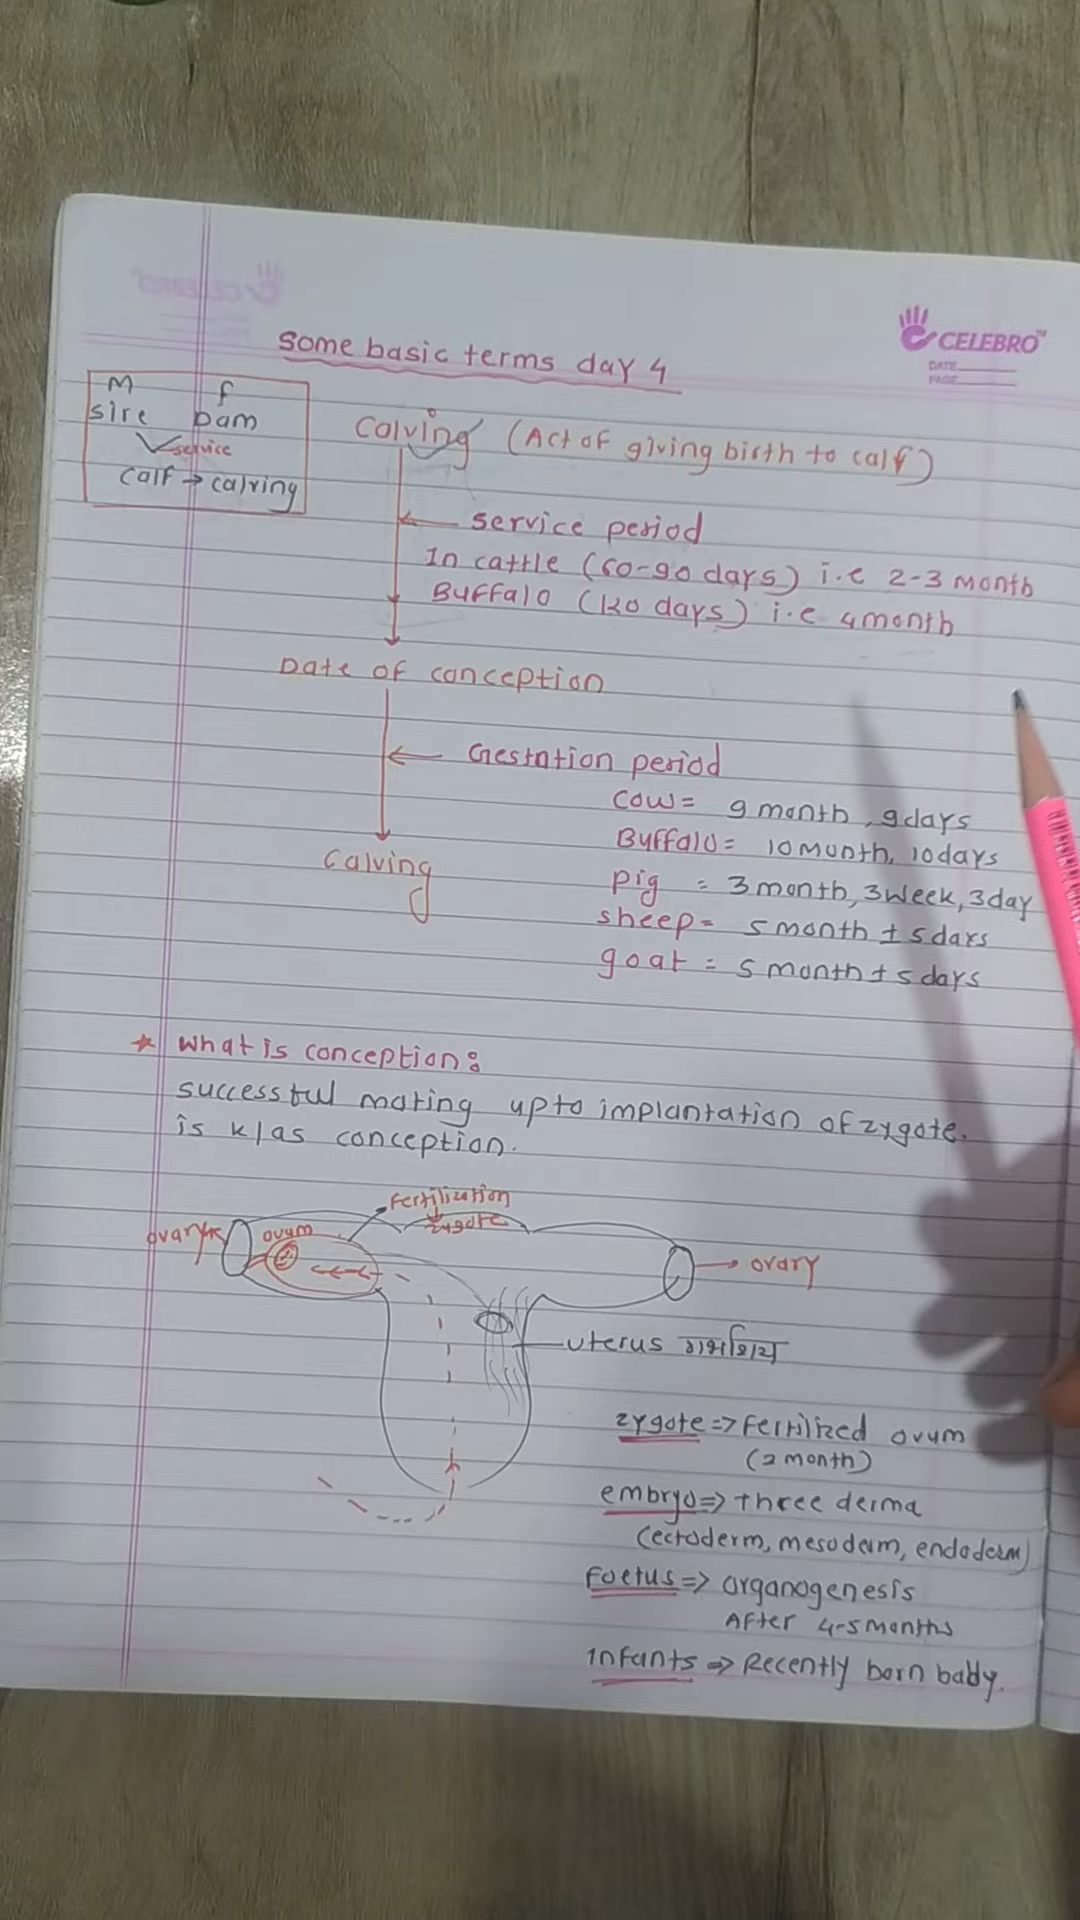 CELEBRO
DATE
PAGE
Some basic terms day 4
M f
sire Dam
service
calf → calving
Calving (Act of giving birth to calf)
service period
In cattle (60-90 days) i.e 2-3 month
Buffalo (120 days) i.e 4 month
Date of conception
Gestation period
Cow = 9 month, 9 days
Buffalo = 10 month, 10 days
pig = 3 month, 3 week, 3 day
sheep = 5 month ± 5 days
goat = 5 month ± 5 days
Calving
* What is conception:
successful mating upto implantation of zygote.
is k/as conception.
Fertilization
zygote
ovary
ovum
→ ovary
uterus
zygote => Fertilized ovum
(2 month)
embryo => three derma
(ectoderm, mesoderm, endoderm)
Foetus => organogenesis
After 4-5 months
Infants => Recently born baby.